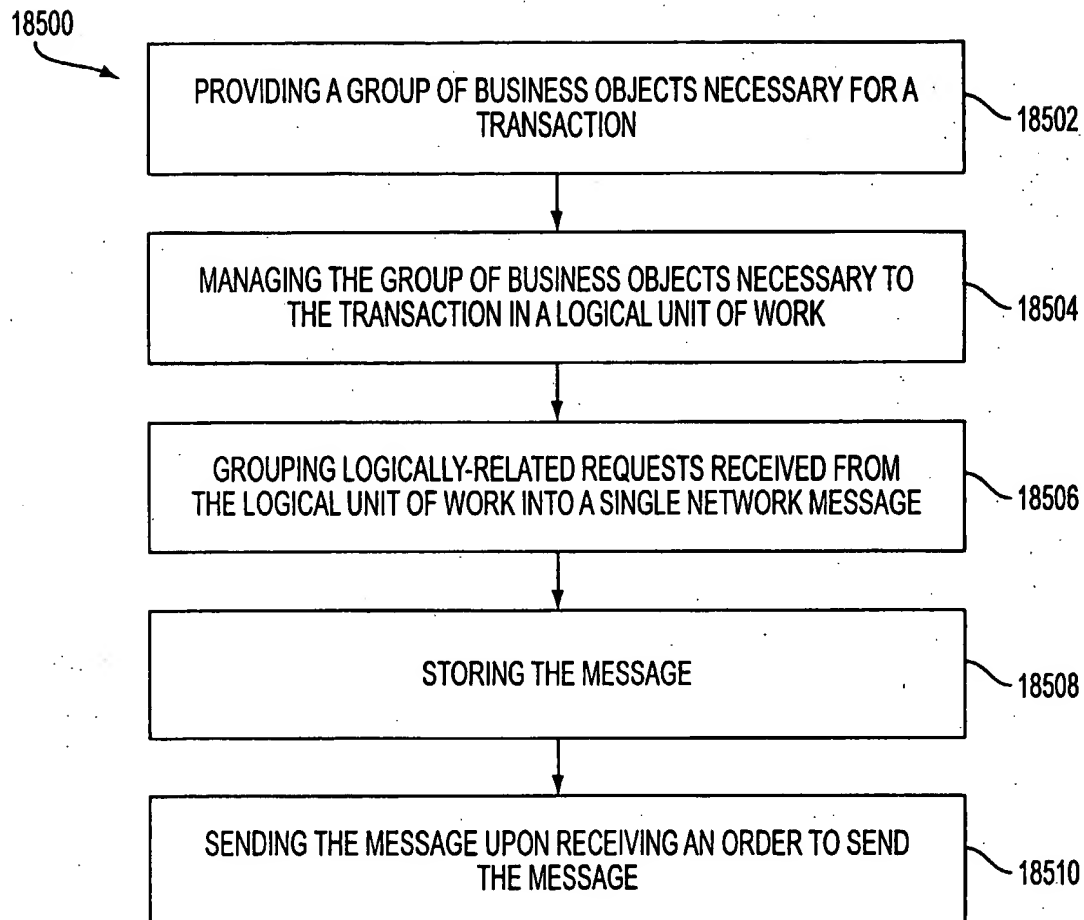 18500
PROVIDING A GROUP OF BUSINESS OBJECTS NECESSARY FOR A
TRANSACTION
18502
MANAGING THE GROUP OF BUSINESS OBJECTS NECESSARY TO
THE TRANSACTION IN A LOGICAL UNIT OF WORK
18504
GROUPING LOGICALLY-RELATED REQUESTS RECEIVED FROM
THE LOGICAL UNIT OF WORK INTO A SINGLE NETWORK MESSAGE
18506
STORING THE MESSAGE
18508
SENDING THE MESSAGE UPON RECEIVING AN ORDER TO SEND
THE MESSAGE
18510